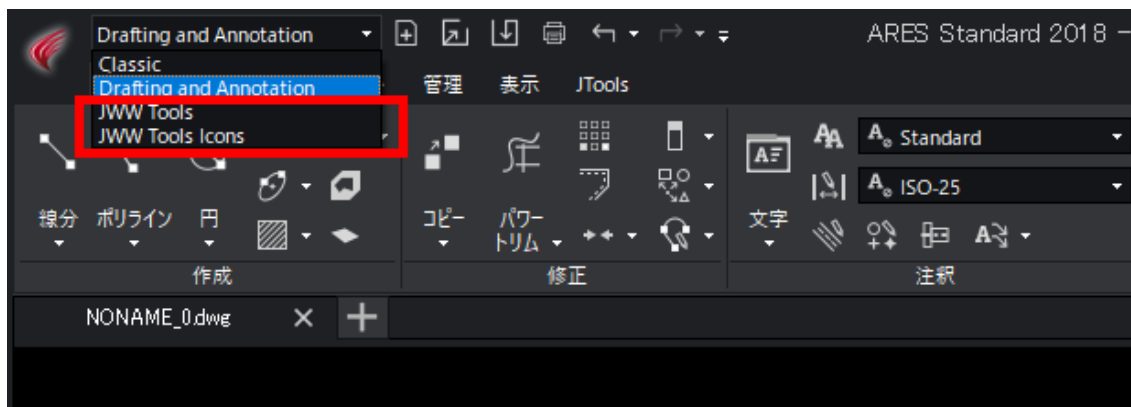 Drafting and Annotation
ARES Standard 2018 -
Classic
Drafting and Annotation
JWW Tools
JWW Tools Icons
管理 表示 JTools
線分 ポリライン 円
作成
コピー パワー
トリム
修正
文字
Standard
ISO-25
注釈
NONAME_0.dwg